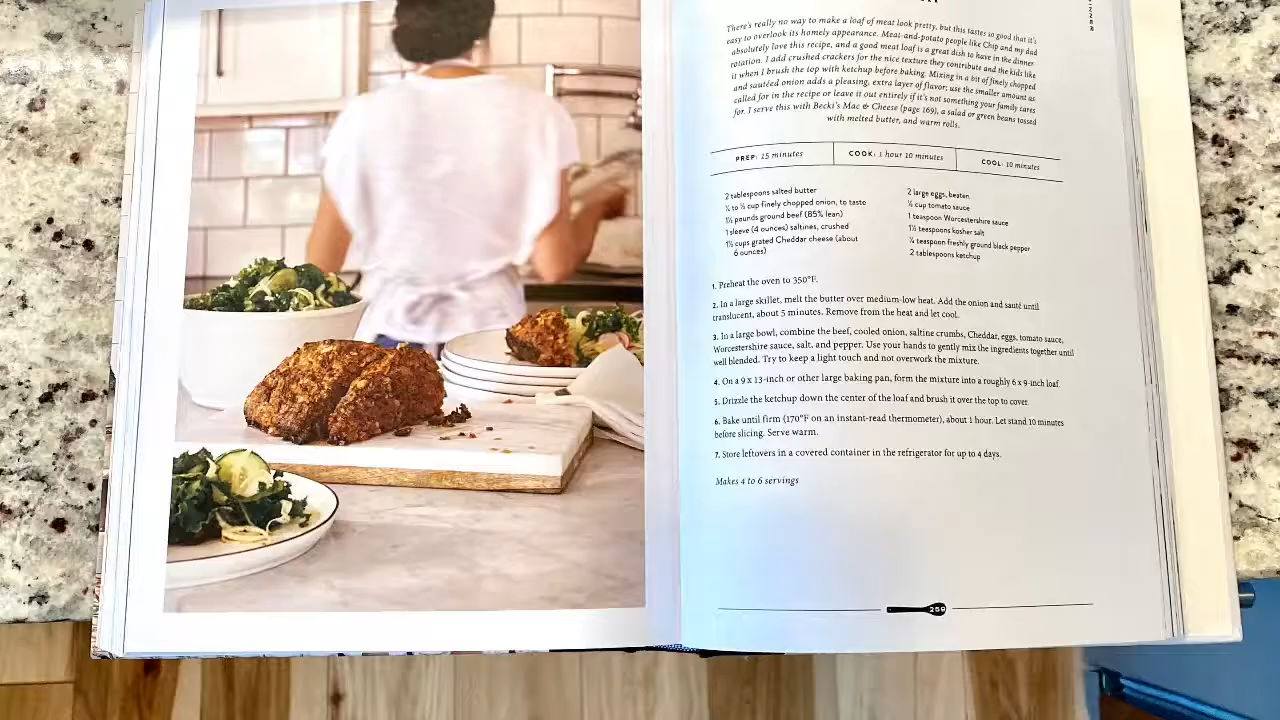 There's really no way to make a loaf of meat look pretty, but this tastes so good that it's
easy to overlook its homely appearance. Meat-and-potato people like Chip and my dad
absolutely love this recipe, and a good meat loaf is a great dish to have in the dinner
rotation. I add crushed crackers for the nice texture they contribute and the kids like
it when I brush the top with ketchup before baking. Mixing in a bit of finely chopped
and sautéed onion adds a pleasing, extra layer of flavor; use the smaller amount as
called for in the recipe or leave it out entirely if it's not something your family cares
for. I serve this with Becki's Mac & Cheese (page 169), a salad or green beans tossed
with melted butter, and warm rolls.
PREP: 15 minutes
COOK: 1 hour 10 minutes
COOL: 10 minutes
2 tablespoons salted butter
¼ to ½ cup finely chopped onion, to taste
1½ pounds ground beef (85% lean)
1 sleeve (4 ounces) saltines, crushed
1½ cups grated Cheddar cheese (about
6 ounces)
2 large eggs, beaten
cup tomato sauce
1 teaspoon Worcestershire sauce
1½ teaspoons kosher salt
teaspoon freshly ground black pepper
2 tablespoons ketchup
1. Preheat the oven to 350°F.
2. In a large skillet, melt the butter over medium-low heat. Add the onion and sauté until
translucent, about 5 minutes. Remove from the heat and let cool.
3. In a large bowl, combine the beef, cooled onion, saltine crumbs, Cheddar, eggs, tomato sauce,
Worcestershire sauce, salt, and pepper. Use your hands to gently mix the ingredients together until
well blended. Try to keep a light touch and not overwork the mixture.
4. On a 9 x 13-inch or other large baking pan, form the mixture into a roughly 6 x 9-inch loaf.
5. Drizzle the ketchup down the center of the loaf and brush it over the top to cover.
6. Bake until firm (170°F on an instant-read thermometer), about 1 hour. Let stand 10 minutes
before slicing. Serve warm.
7. Store leftovers in a covered container in the refrigerator for up to 4 days.
Makes 4 to 6 servings
259